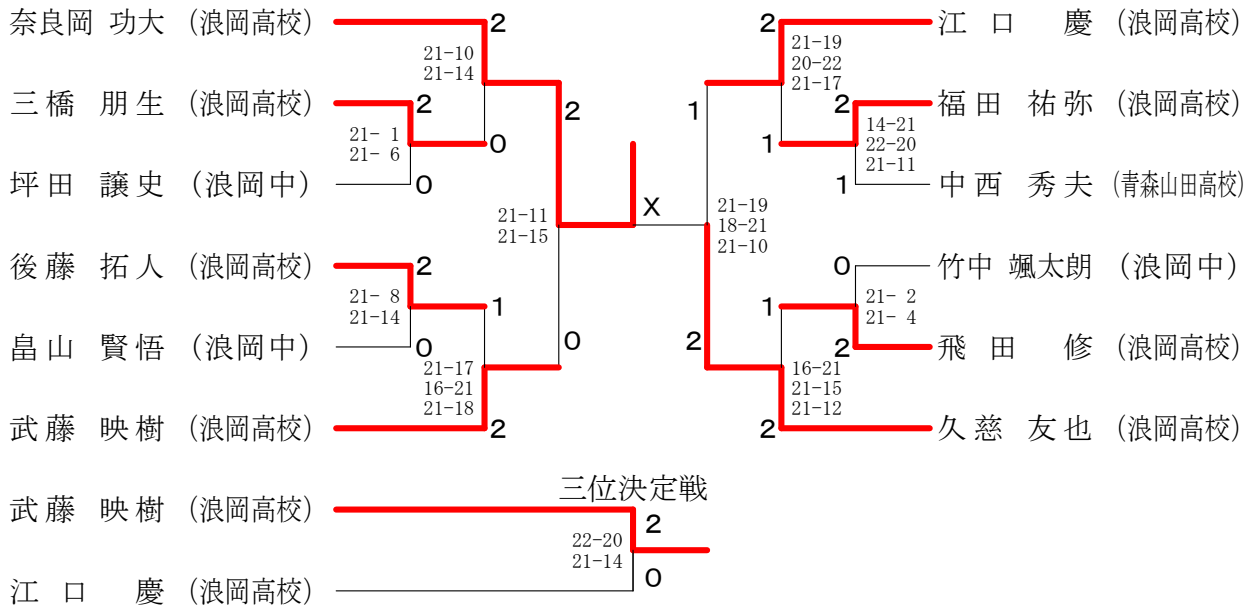 奈良岡 功大 (浪岡高校) 2 2 江 口 慶 (浪岡高校)
21-10
21-14
21-19
20-22
21-17
三橋 朋生 (浪岡高校) 2 2 1 2 福田 祐弥 (浪岡高校)
21- 1
21- 6
0 1
14-21
22-20
21-11
坪田 譲史 (浪岡中) 0 1 中西 秀夫 (青森山田高校)
21-11
21-15
X
21-19
18-21
21-10
後藤 拓人 (浪岡高校) 2 0 竹中 颯太朗 (浪岡中)
21- 8
21-14
1 1
21- 2
21- 4
畠山 賢悟 (浪岡中) 0 0 2 2 飛 田 修 (浪岡高校)
21-17
16-21
21-18
16-21
21-15
21-12
武藤 映樹 (浪岡高校) 2 2 久慈 友也 (浪岡高校)
三位決定戦
武藤 映樹 (浪岡高校) 2
22-20
21-14
江 口 慶 (浪岡高校) 0